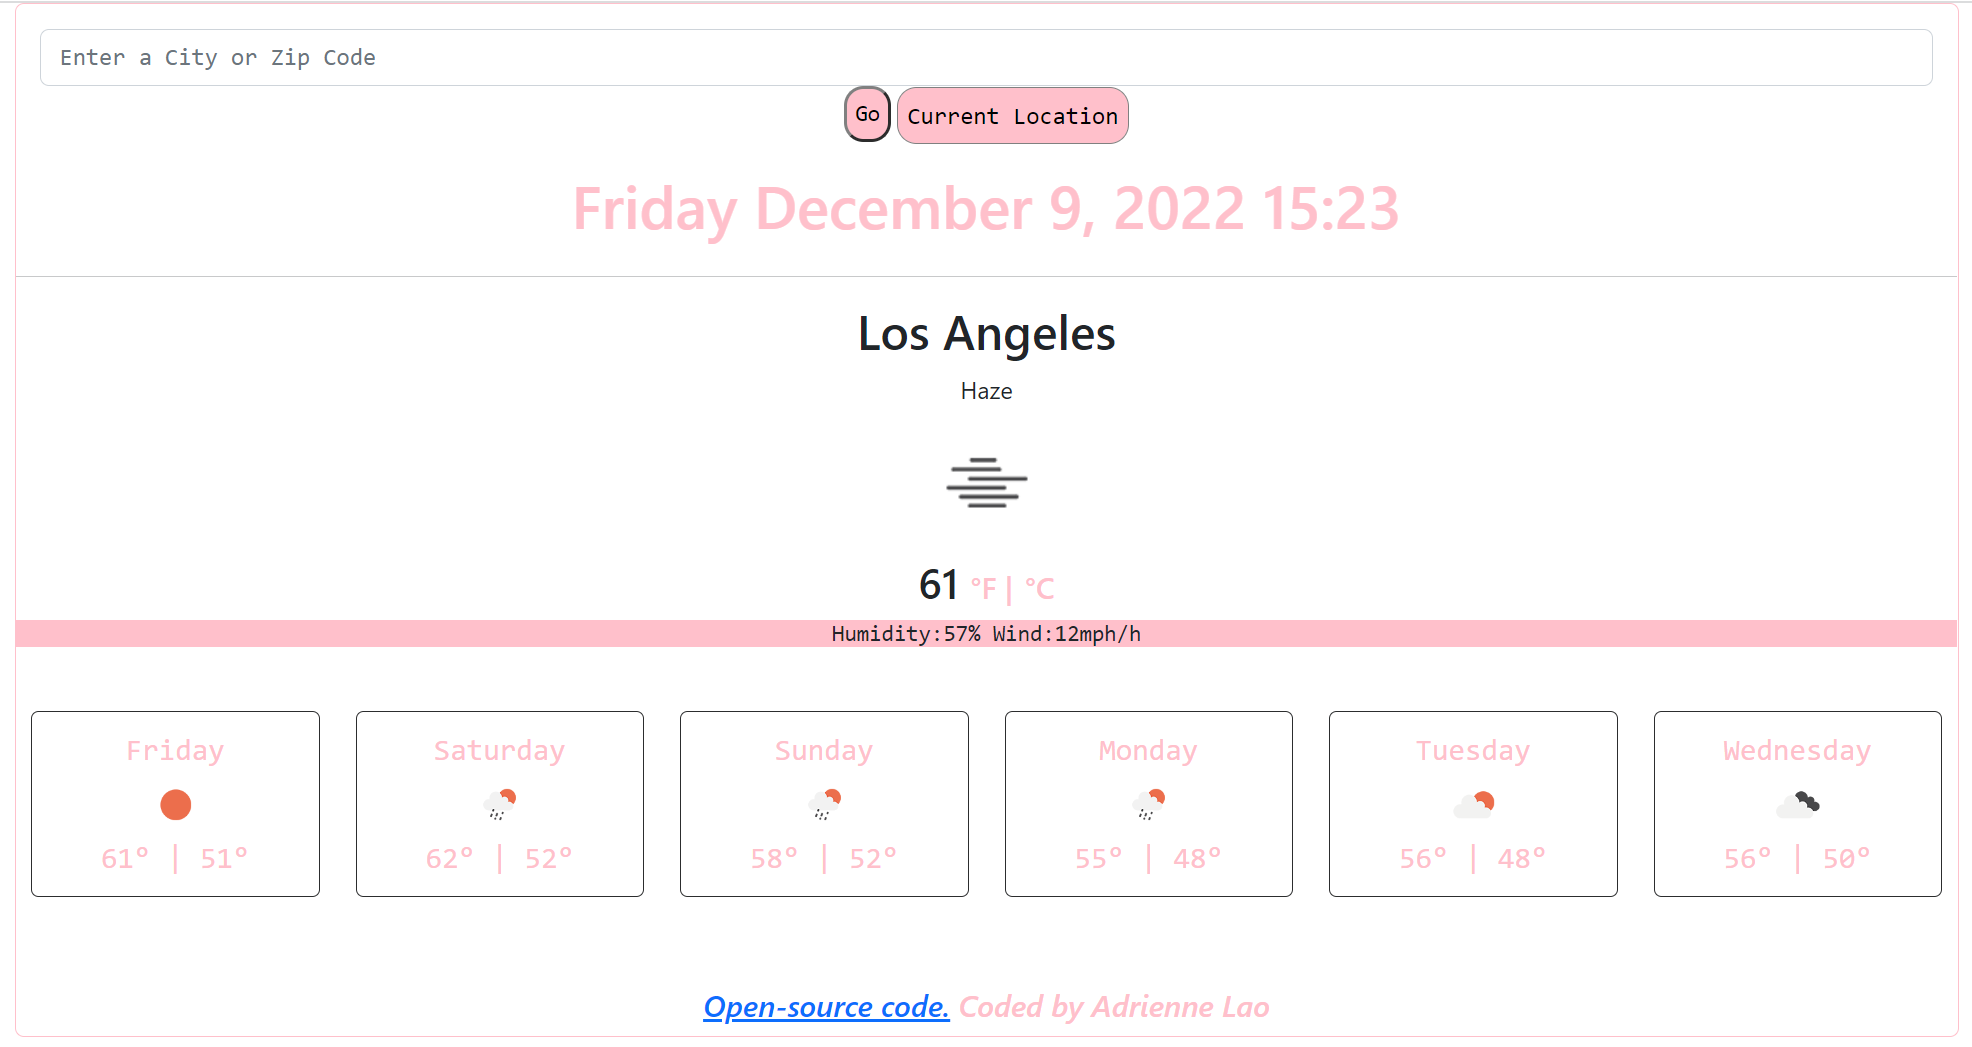 Enter a City or Zip Code
Go Current Location
Friday December 9, 2022 15:23
Los Angeles
Haze
61 °F | °C
Humidity:57% Wind:12mph/h
Friday Saturday Sunday Monday Tuesday Wednesday
61° | 51° 62° | 52° 58° | 52° 55° | 48° 56° | 48° 56° | 50°
Open-source code. Coded by Adrienne Lao